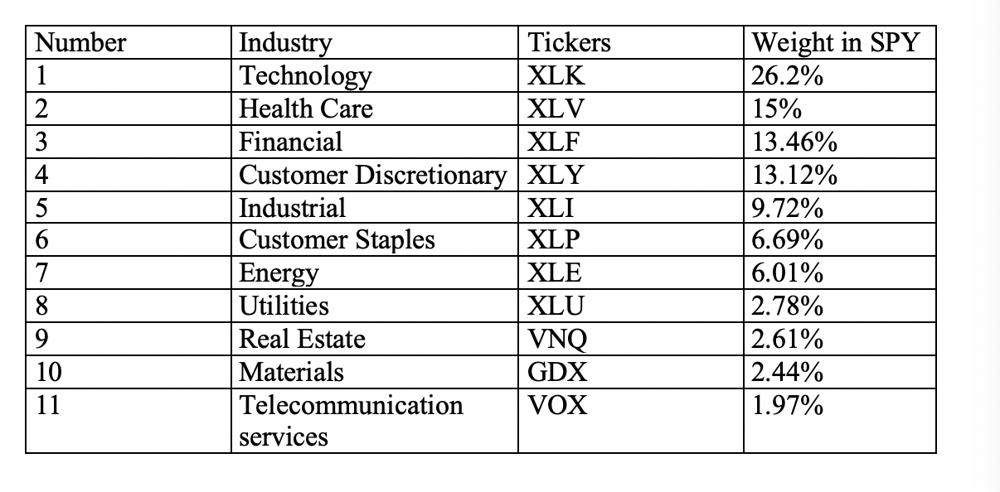 Number Industry Tickers Weight in SPY
1 Technology XLK 26.2%
2 Health Care XLV 15%
3 Financial XLF 13.46%
4 Customer Discretionary XLY 13.12%
5 Industrial XLI 9.72%
6 Customer Staples XLP 6.69%
7 Energy XLE 6.01%
8 Utilities XLU 2.78%
9 Real Estate VNQ 2.61%
10 Materials GDX 2.44%
11 Telecommunication VOX 1.97%
services